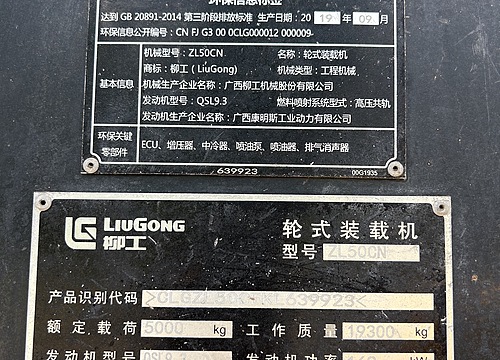 环保信息标签
达到 GB 20891-2014 第三阶段排放标准 生产日期：2019年09月
环保信息公开编号：CN FJ G3 00 0CLG000012 000009-
基本信息
机械型号：ZL50CN 名称：轮式装载机
商标：柳工（LiuGong） 机械类型：工程机械
机械生产企业名称：广西柳工机械股份有限公司
发动机型号：QSL9.3 燃料喷射系统型式：高压共轨
发动机生产企业名称：广西康明斯工业动力有限公司
环保关键零部件
ECU、增压器、中冷器、喷油泵、喷油器、排气消声器
639923
00G1935
LIUGONG 柳工
轮式装载机
型号 ZL50CN
产品识别代码 L639923<
额定载荷 5000 kg 工作质量 19300 kg
发动机型号 QSL9.3 发动机功率 kW